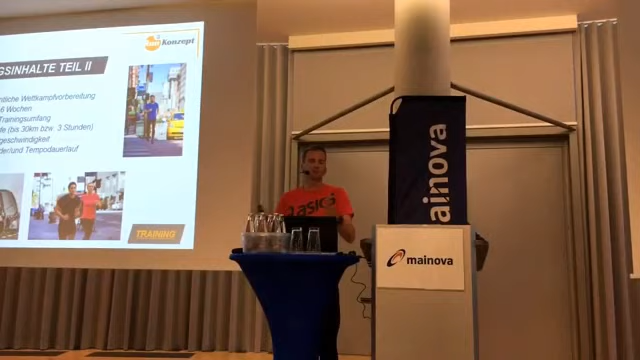 Konzept
GSINHALTE TEIL II
tliche Wettkampfvorbereitung
6 Wochen
Trainingsumfang
fe (bis 30km bzw. 3 Stunden)
geschwindigkeit
der/und Tempodauerlauf
TRAINING
asics
mainova
mainova